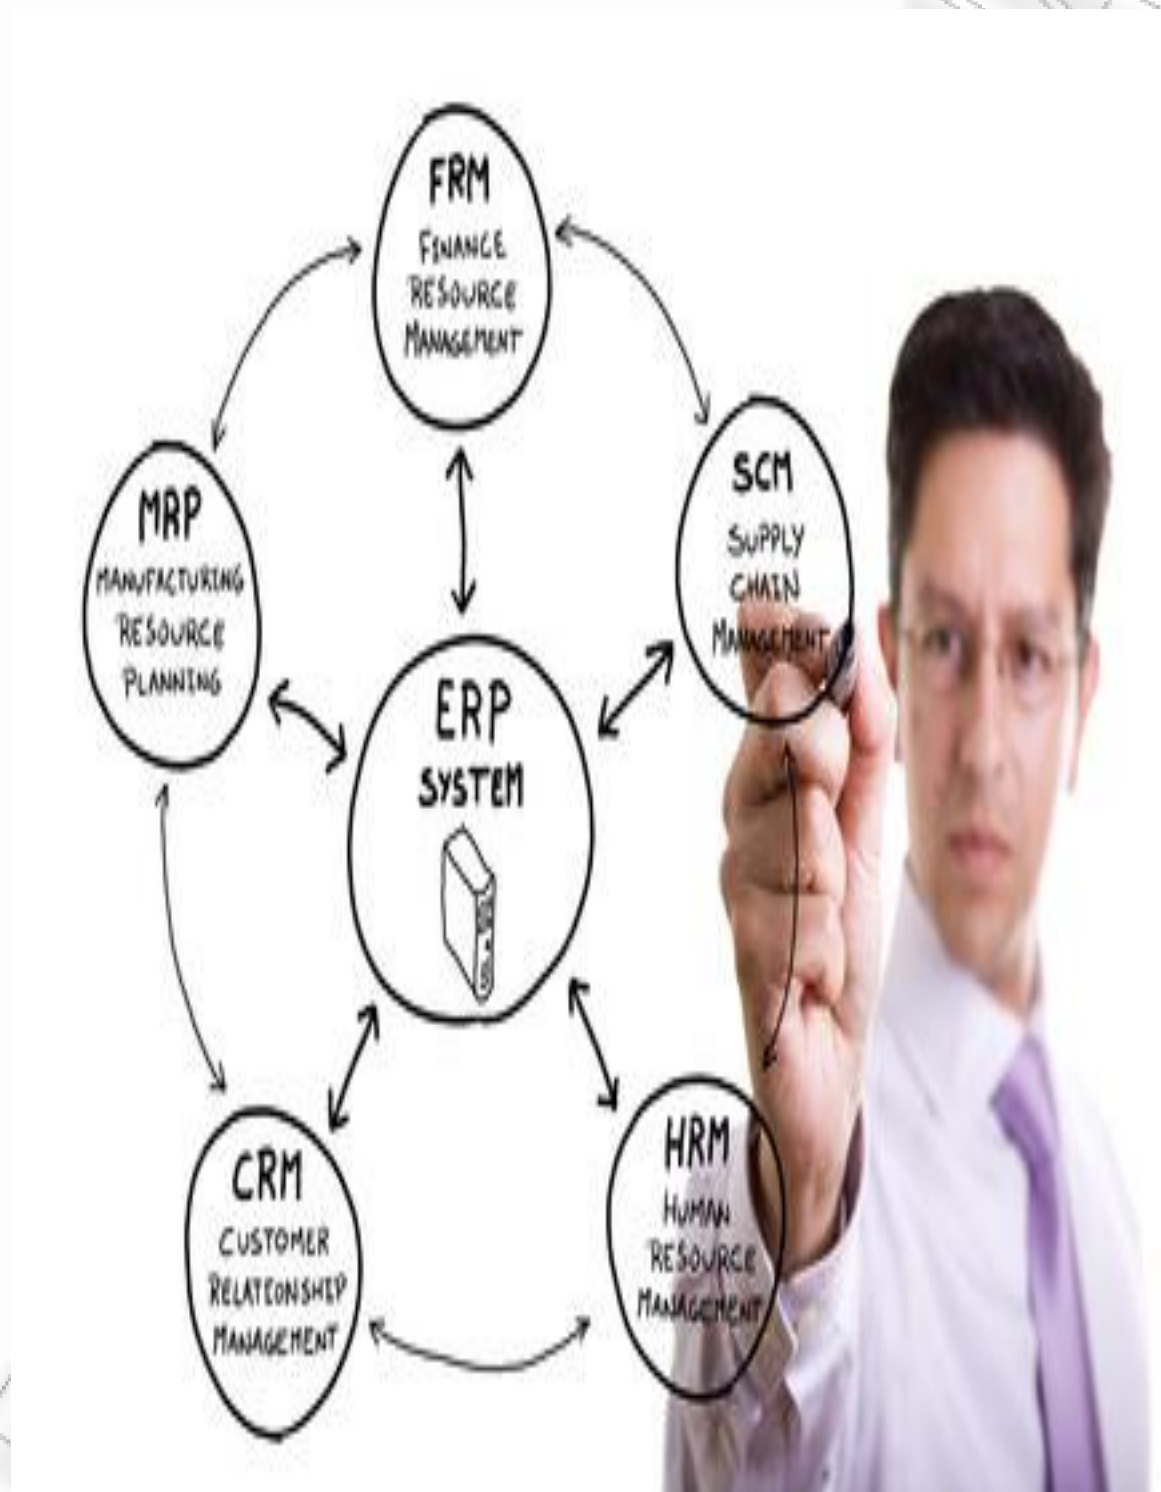 FRM
FINANCE
RESOURCE
MANAGEMENT
SCM
SUPPLY
CHAIN
MANAGEMENT
MRP
MANUFACTURING
RESOURCE
PLANNING
ERP
SYSTEM
CRM
CUSTOMER
RELATIONSHIP
MANAGEMENT
HRM
HUMAN
RESOURCE
MANAGEMENT